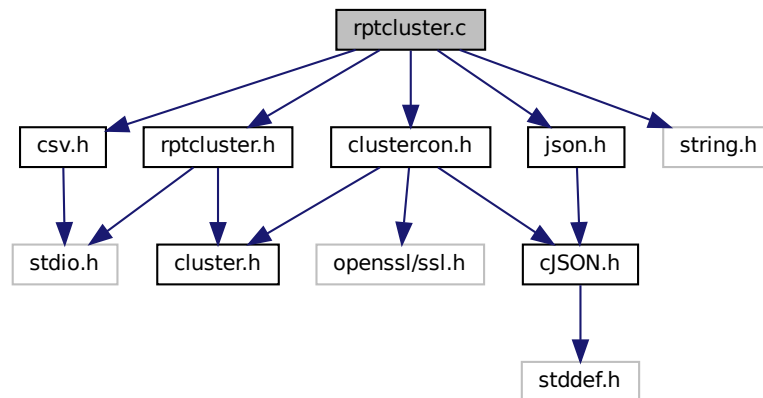 rptcluster.c
csv.h
rptcluster.h
clustercon.h
json.h
string.h
stdio.h
cluster.h
openssl/ssl.h
cJSON.h
stddef.h